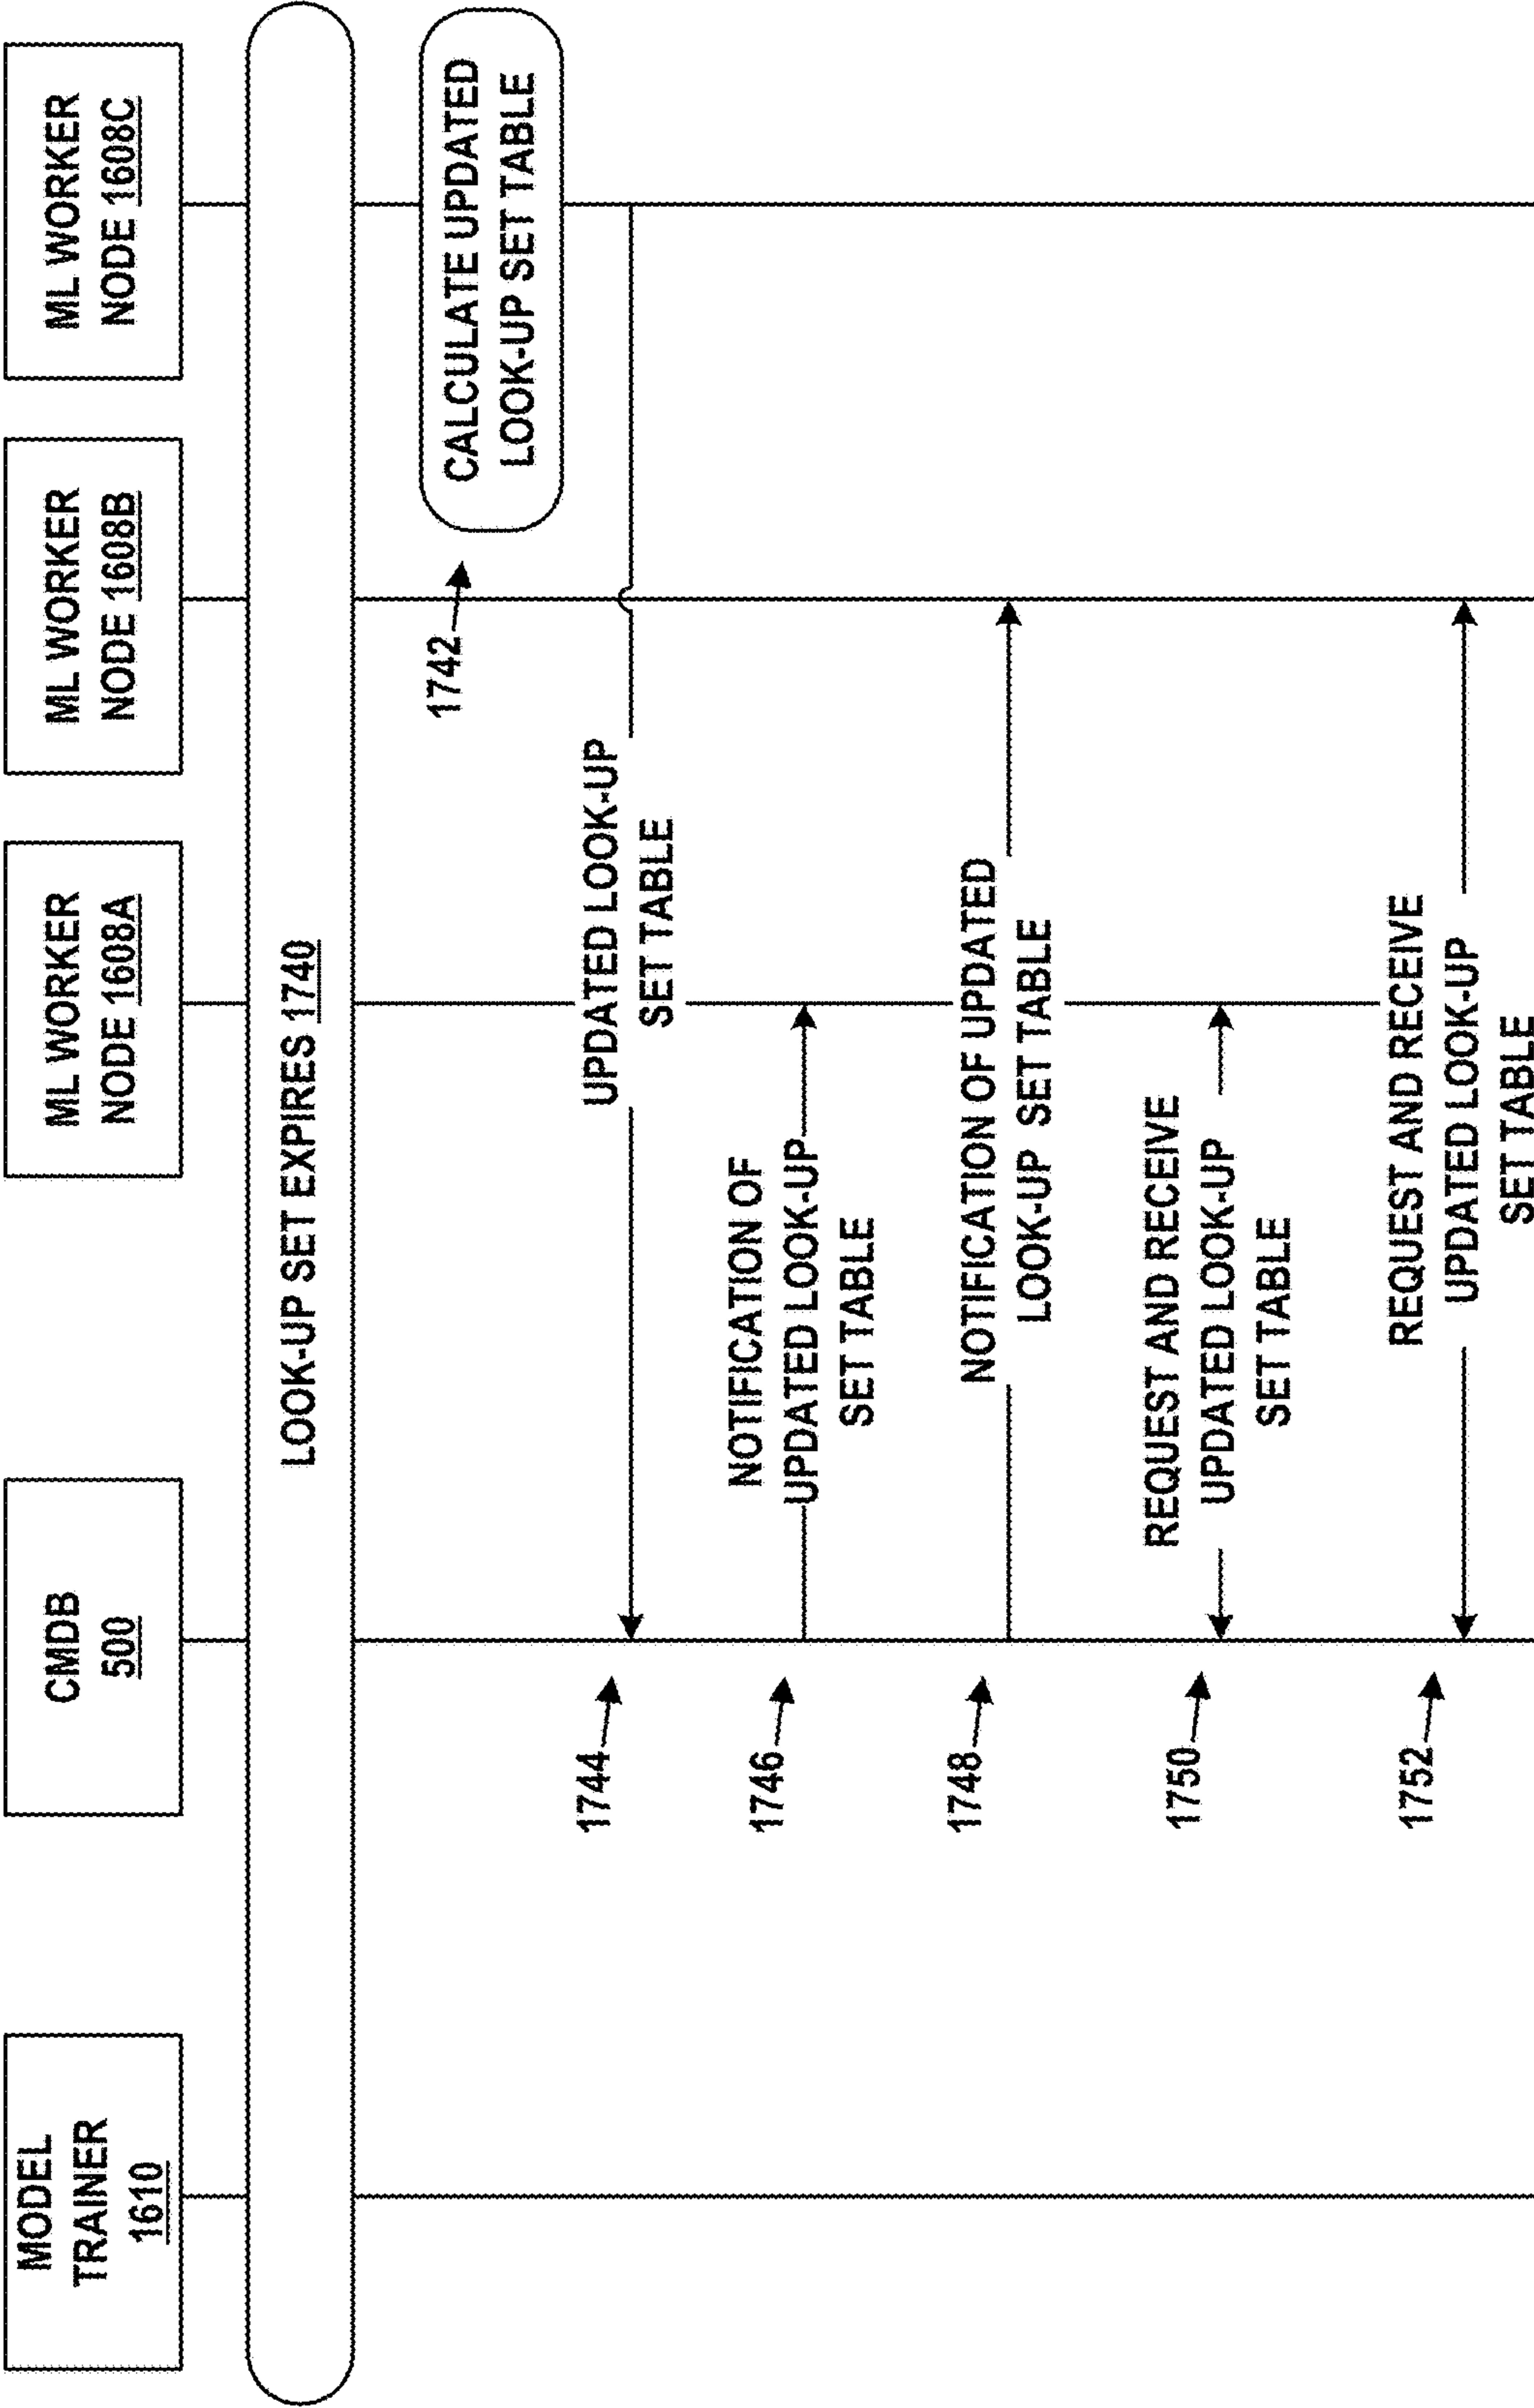 MODEL
TRAINER
1610
CMDB
500
ML WORKER
NODE 1608A
ML WORKER
NODE 1608B
ML WORKER
NODE 1608C
LOOK-UP SET EXPIRES 1740
1742
CALCULATE UPDATED
LOOK-UP SET TABLE
1744
UPDATED LOOK-UP
SET TABLE
1746
NOTIFICATION OF
UPDATED LOOK-UP
SET TABLE
1748
NOTIFICATION OF UPDATED
LOOK-UP SET TABLE
1750
REQUEST AND RECEIVE
UPDATED LOOK-UP
SET TABLE
1752
REQUEST AND RECEIVE
UPDATED LOOK-UP
SET TABLE